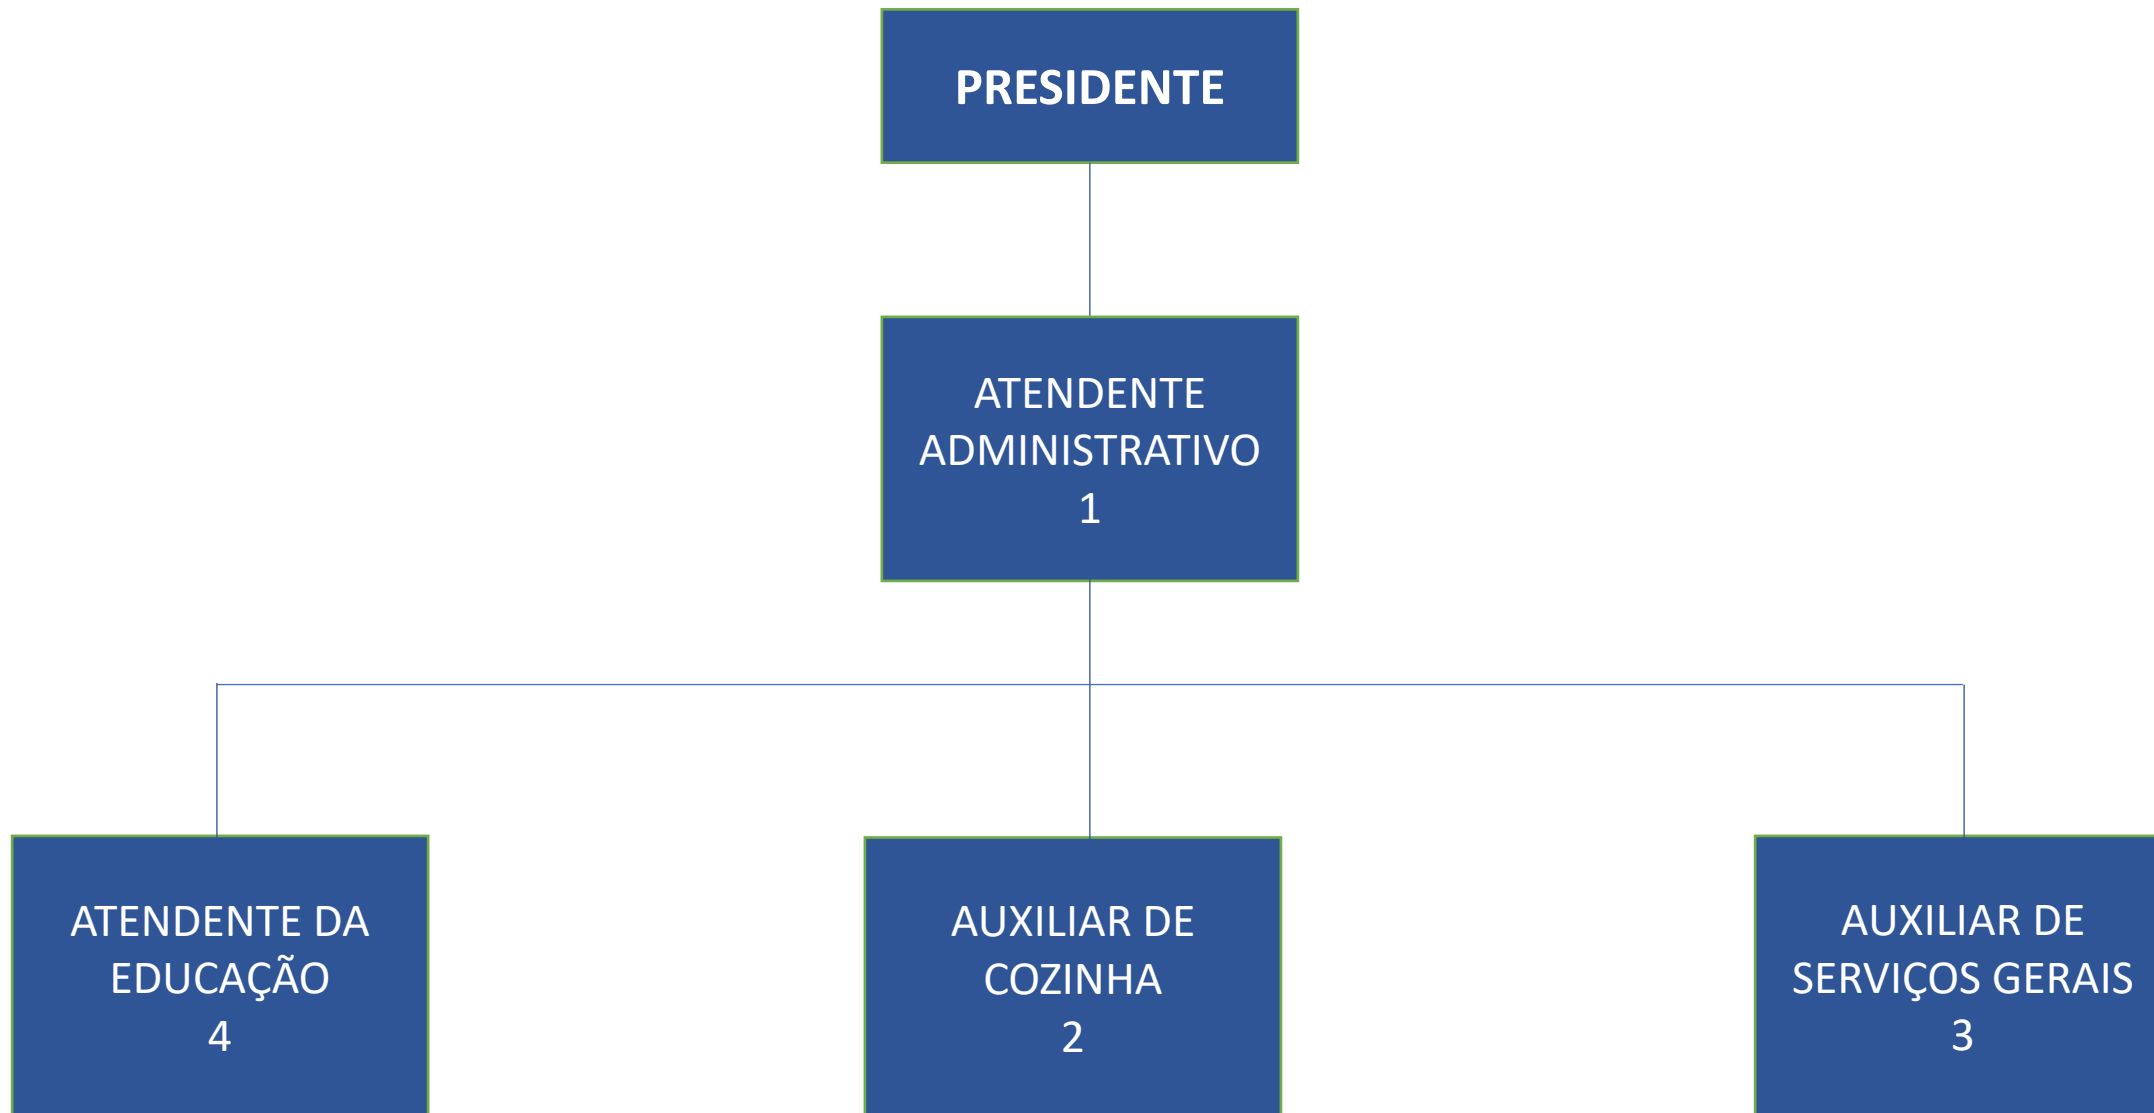 PRESIDENTE
ATENDENTE
ADMINISTRATIVO
1
ATENDENTE DA
EDUCAÇÃO
4
AUXILIAR DE
COZINHA
2
AUXILIAR DE
SERVIÇOS GERAIS
3